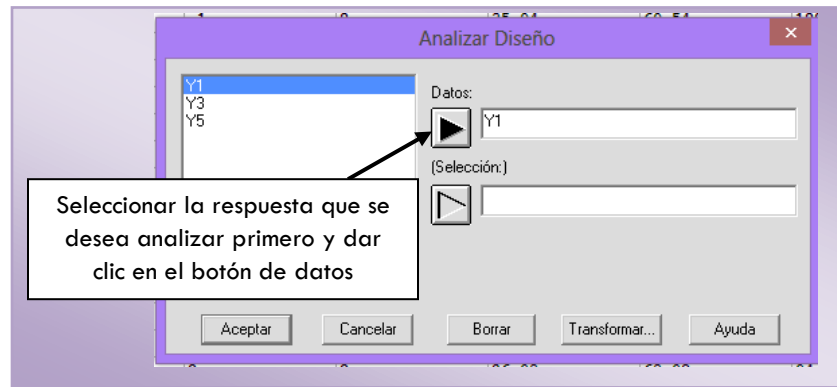 Analizar Diseño
Y1
Y3
Y5
Datos:
Y1
(Selección:)
Seleccionar la respuesta que se
desea analizar primero y dar
clic en el botón de datos
Aceptar Cancelar Borrar Transformar... Ayuda